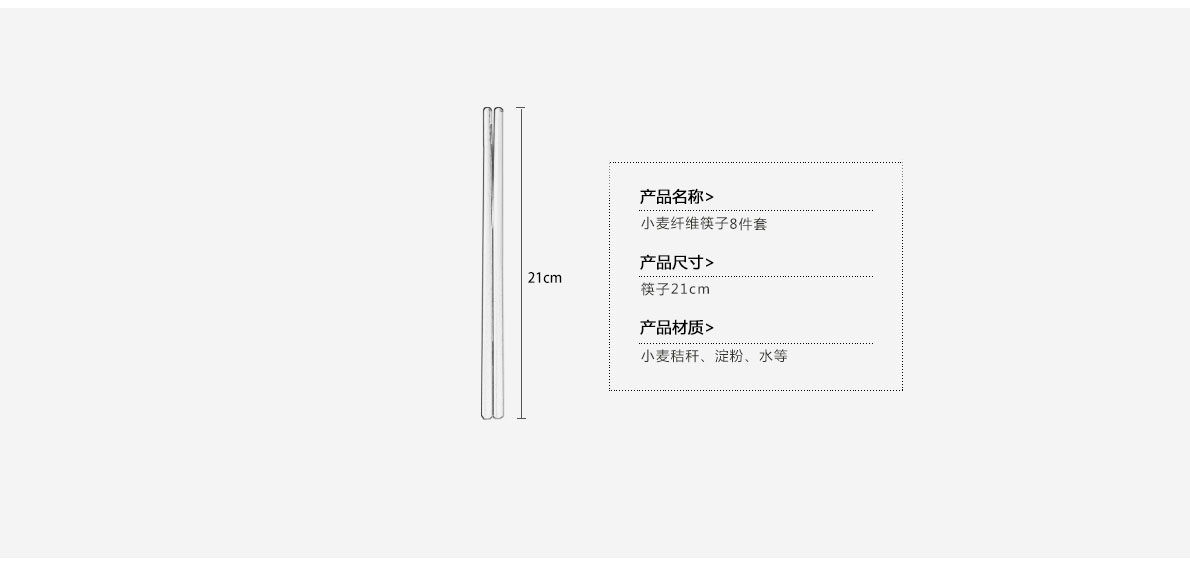 21cm
产品名称>
小麦纤维筷子8件套
产品尺寸>
筷子21cm
产品材质>
小麦秸秆、淀粉、水等